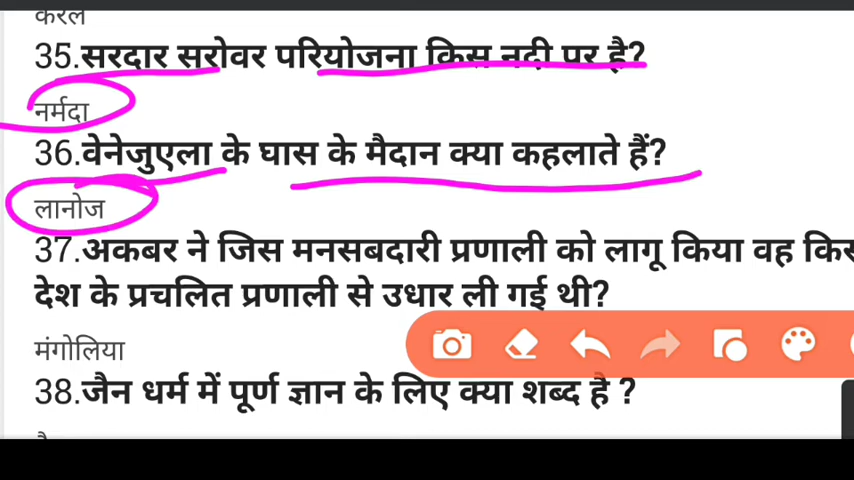 करल
35.सरदार सरोवर परियोजना किस नदी पर है?
नर्मदा
36.वेनेजुएला के घास के मैदान क्या कहलाते हैं?
लानोज
37.अकबर ने जिस मनसबदारी प्रणाली को लागू किया वह किस
देश के प्रचलित प्रणाली से उधार ली गई थी?
मंगोलिया
38.जैन धर्म में पूर्ण ज्ञान के लिए क्या शब्द है ?